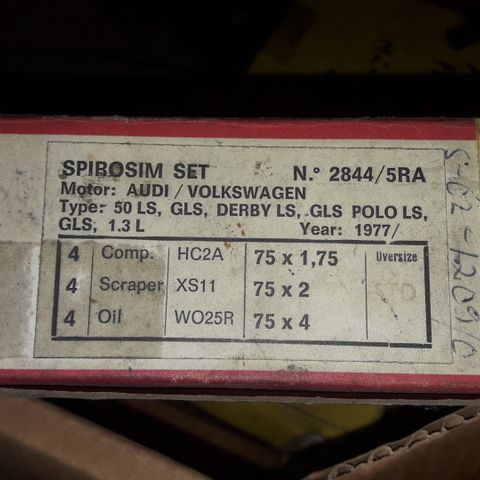 SPIROSIM SET N.° 2844/5RA
Motor: AUDI / VOLKSWAGEN
Type: 50 LS, GLS, DERBY LS, GLS POLO LS,
GLS; 1.3 L Year: 1977/
4 Comp. HC2A 75 x 1,75 Oversize
4 Scraper XS11 75 x 2 STD
4 Oil WO25R 75 x 4